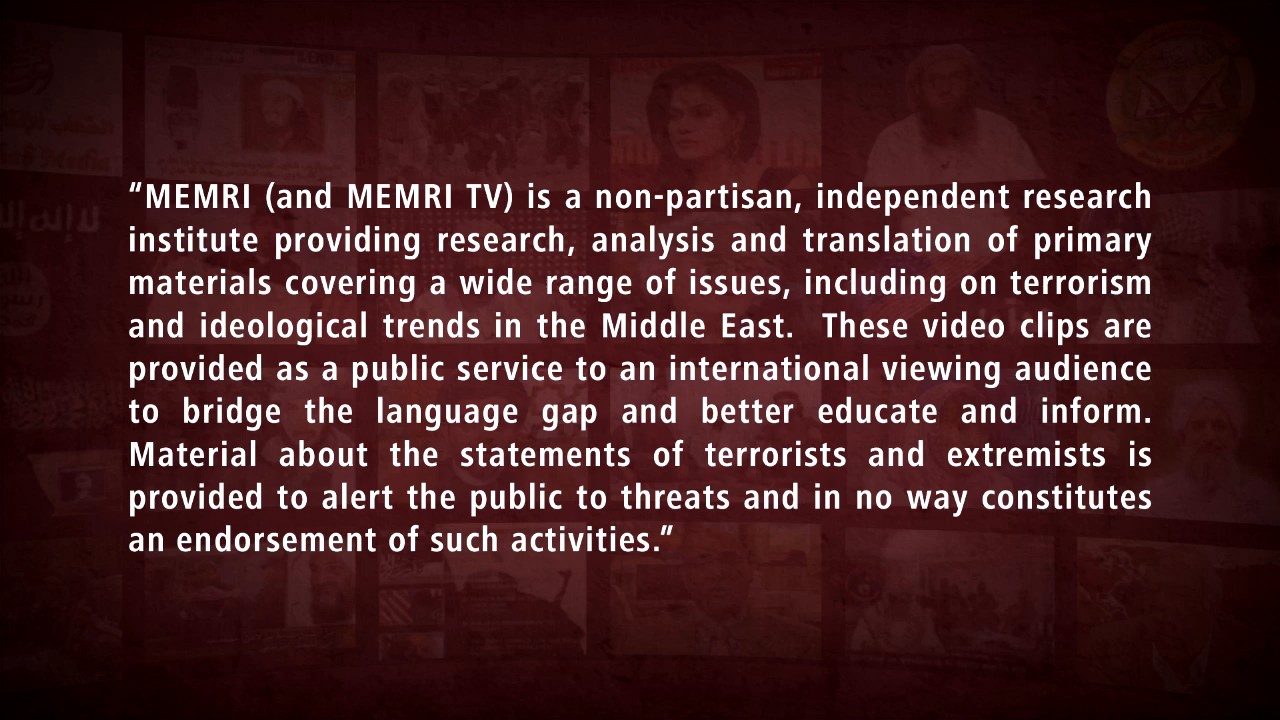 “MEMRI (and MEMRI TV) is a non-partisan, independent research
institute providing research, analysis and translation of primary
materials covering a wide range of issues, including on terrorism
and ideological trends in the Middle East.  These video clips are
provided as a public service to an international viewing audience
to bridge the language gap and better educate and inform.
Material about the statements of terrorists and extremists is
provided to alert the public to threats and in no way constitutes
an endorsement of such activities.”